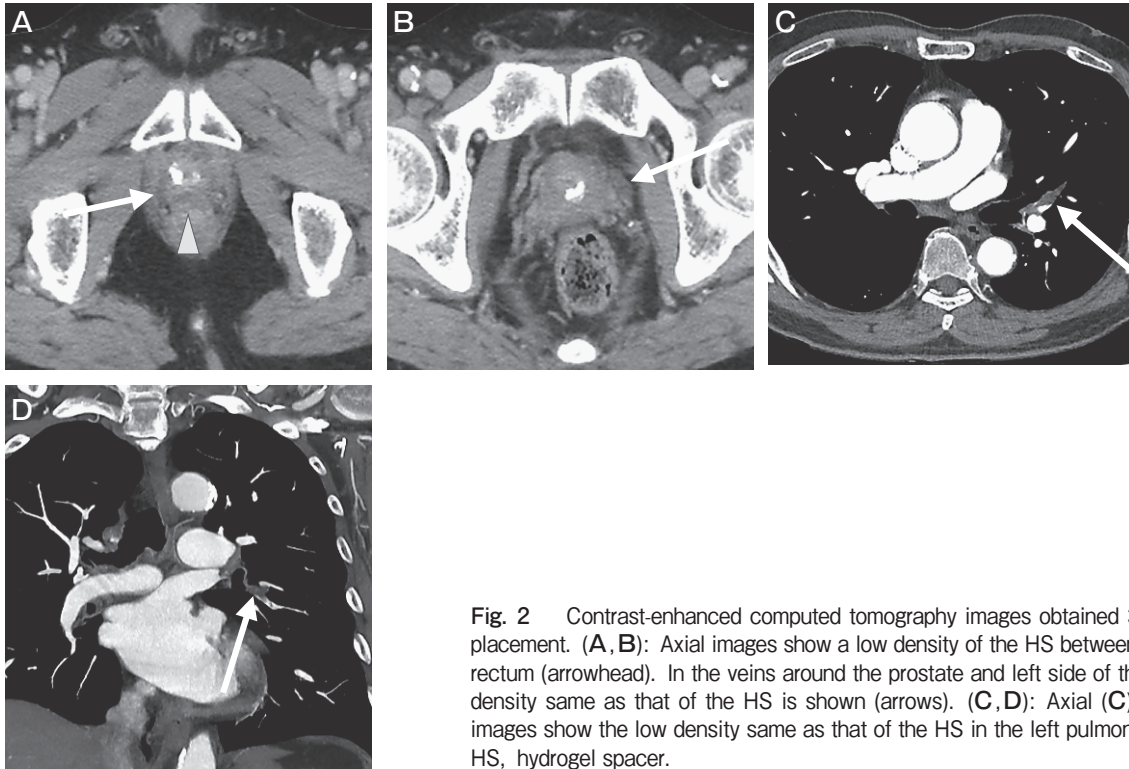 A
B
C
D
Fig. 2 Contrast-enhanced computed tomography images obtained
placement. (A, B): Axial images show a low density of the HS between
rectum (arrowhead). In the veins around the prostate and left side of
density same as that of the HS is shown (arrows). (C, D): Axial (C)
images show the low density same as that of the HS in the left
HS, hydrogel spacer.